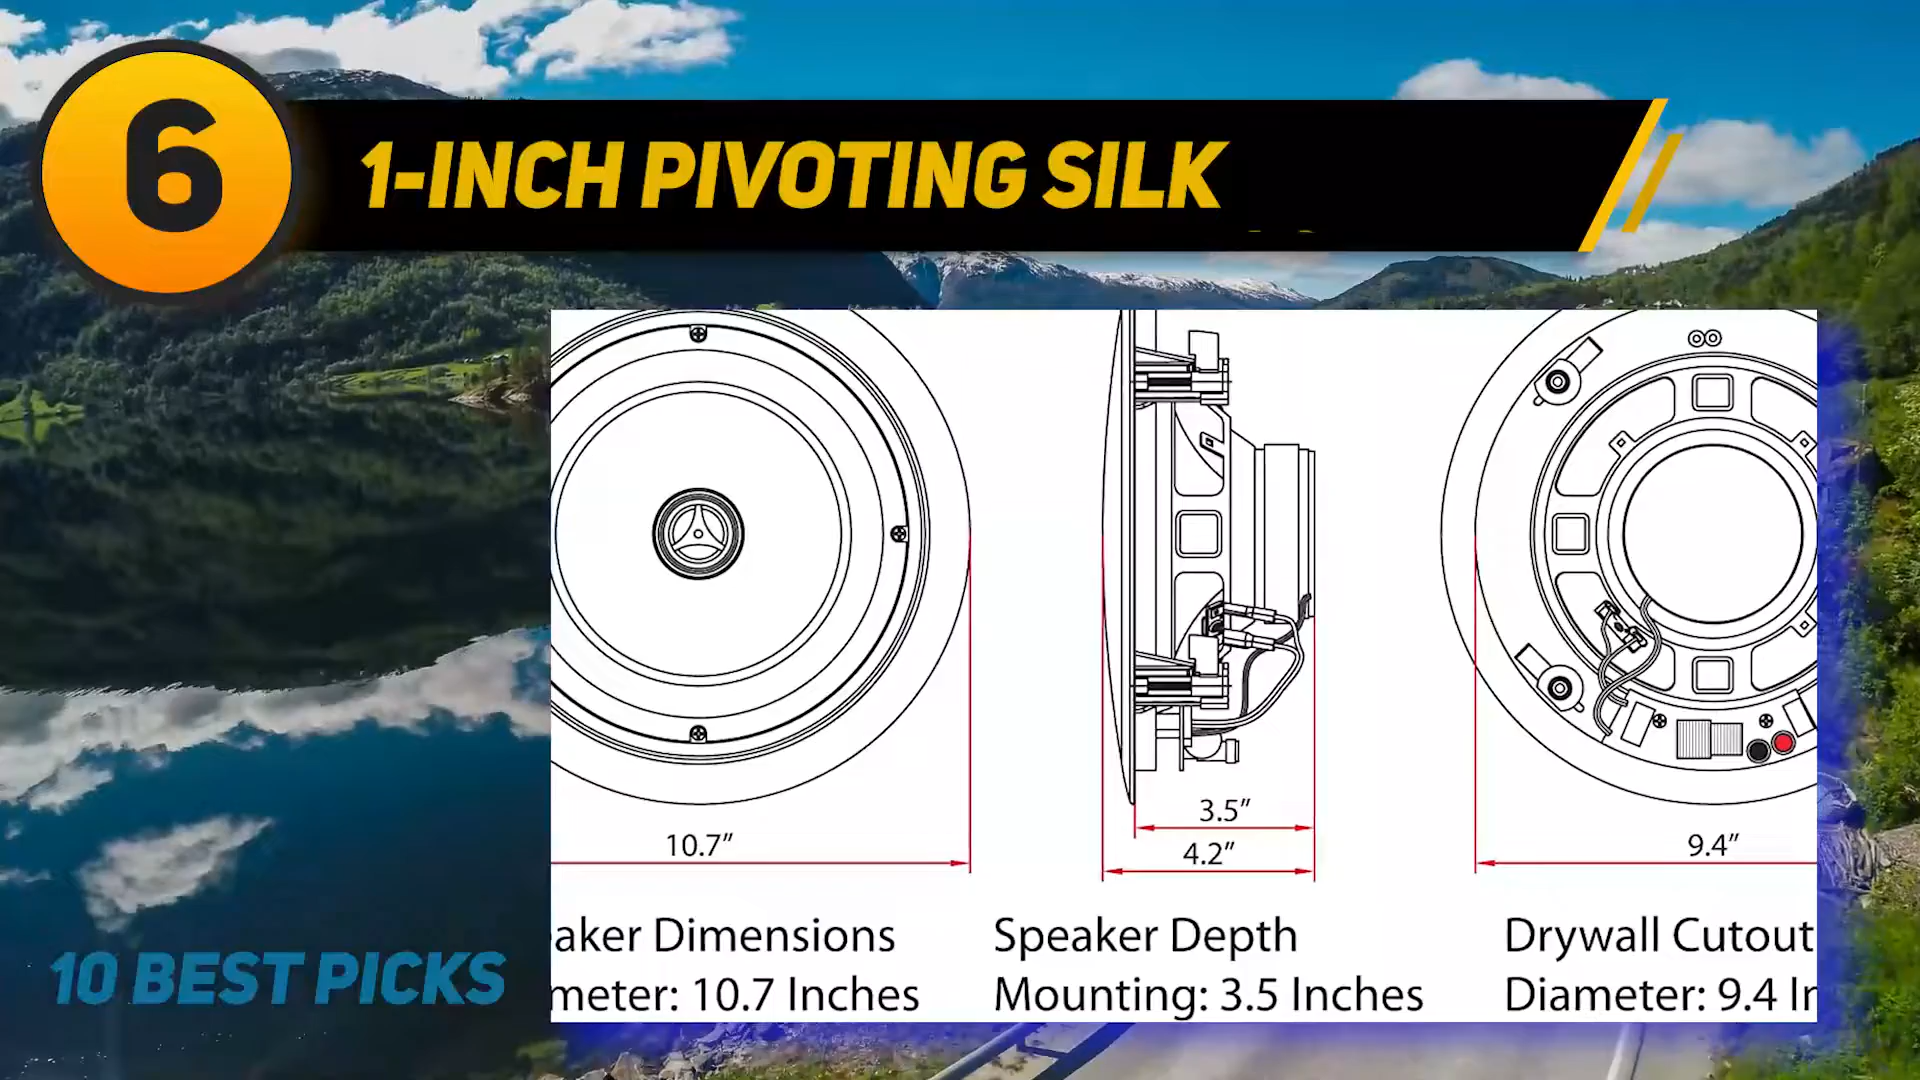 6
1-INCH PIVOTING SILK
10.7”
3.5”
4.2”
9.4”
aker Dimensions
meter: 10.7 Inches
Speaker Depth
Mounting: 3.5 Inches
Drywall Cutout
Diameter: 9.4 In
10 BEST PICKS